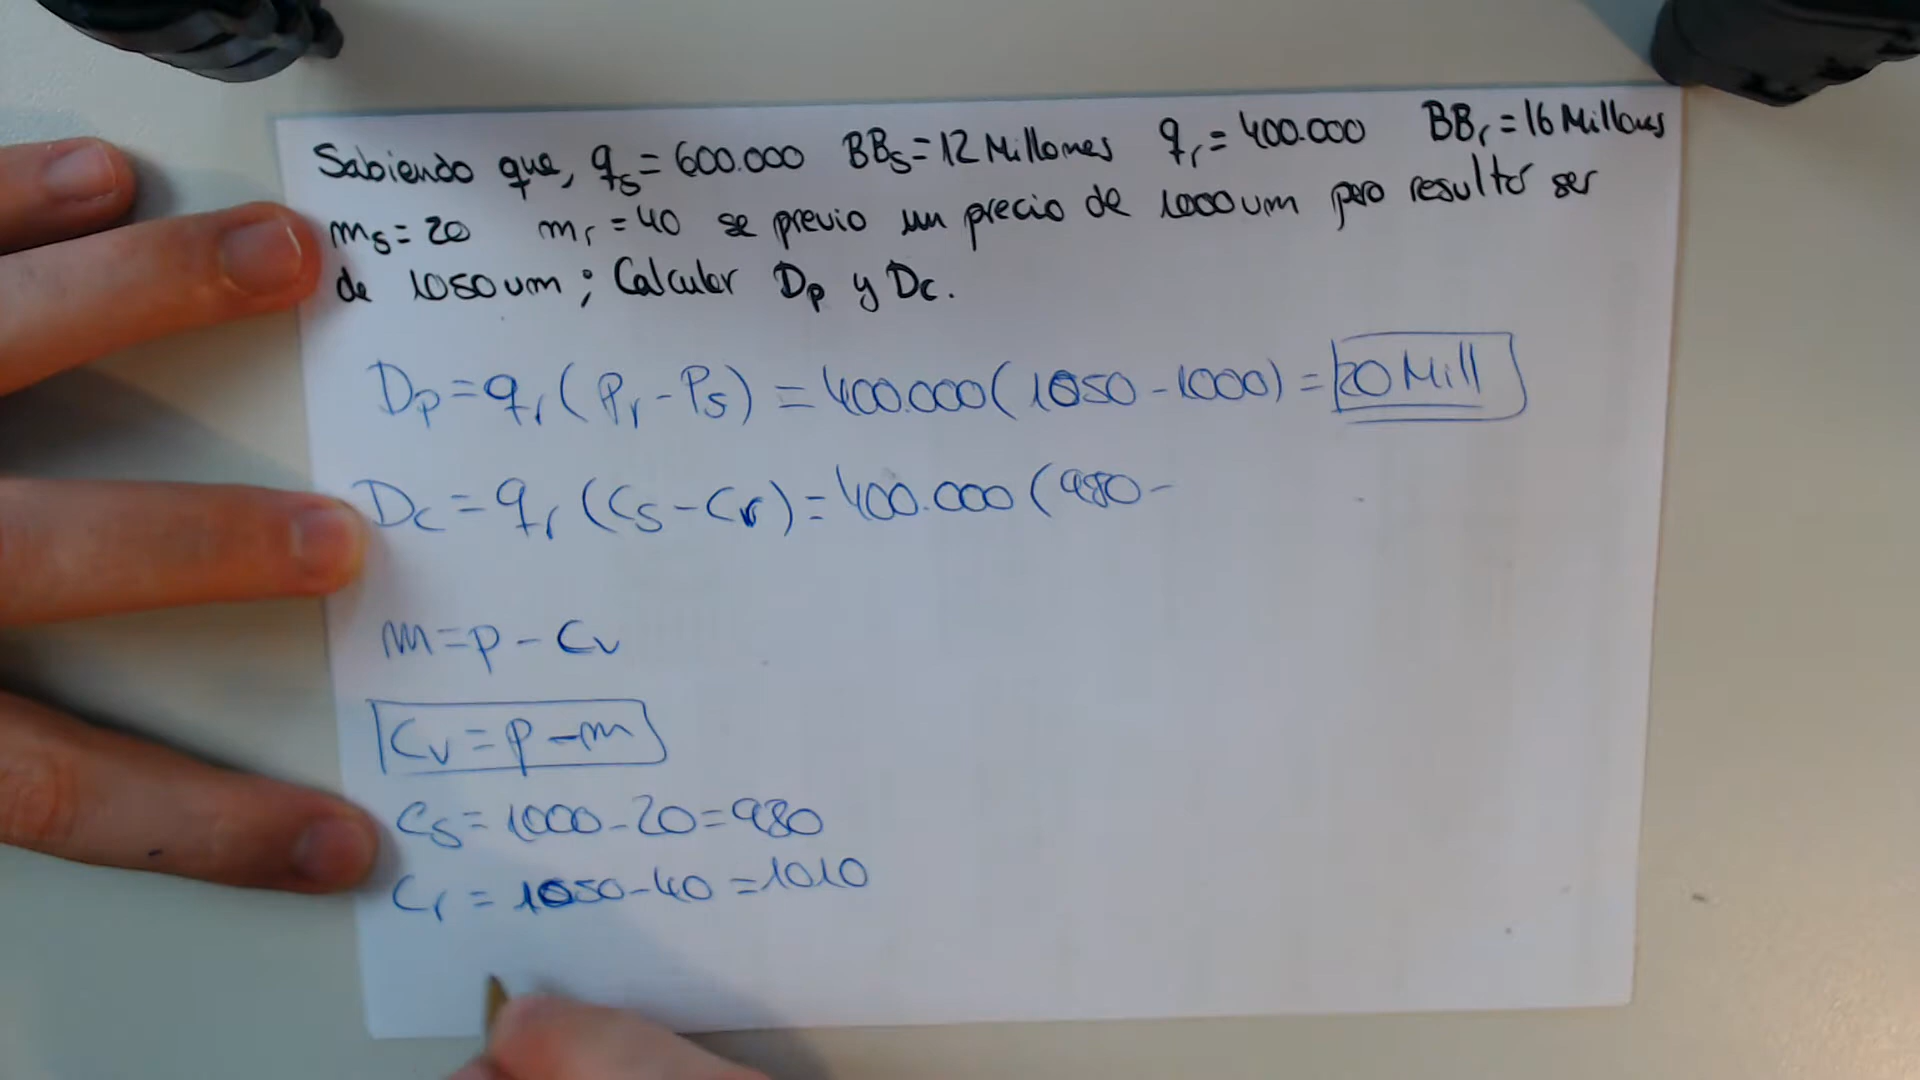 Sabiendo que, qs = 600.000 BBs = 12 Millones qr = 400.000 BBr = 16 Millones
ms = 20 mr = 40 se previo un precio de 1000 um pero resultó ser
de 1050 um ; Calcular Dp y Dc.
Dp = qr ( Pr - Ps ) = 400.000 ( 1050 - 1000 ) = 20 Mill
Dc = qr ( Cs - Cr ) = 400.000 ( 980 -
m = p - Cv
Cv = p - m
Cs = 1000 - 20 = 980
Cr = 1050 - 40 = 1010